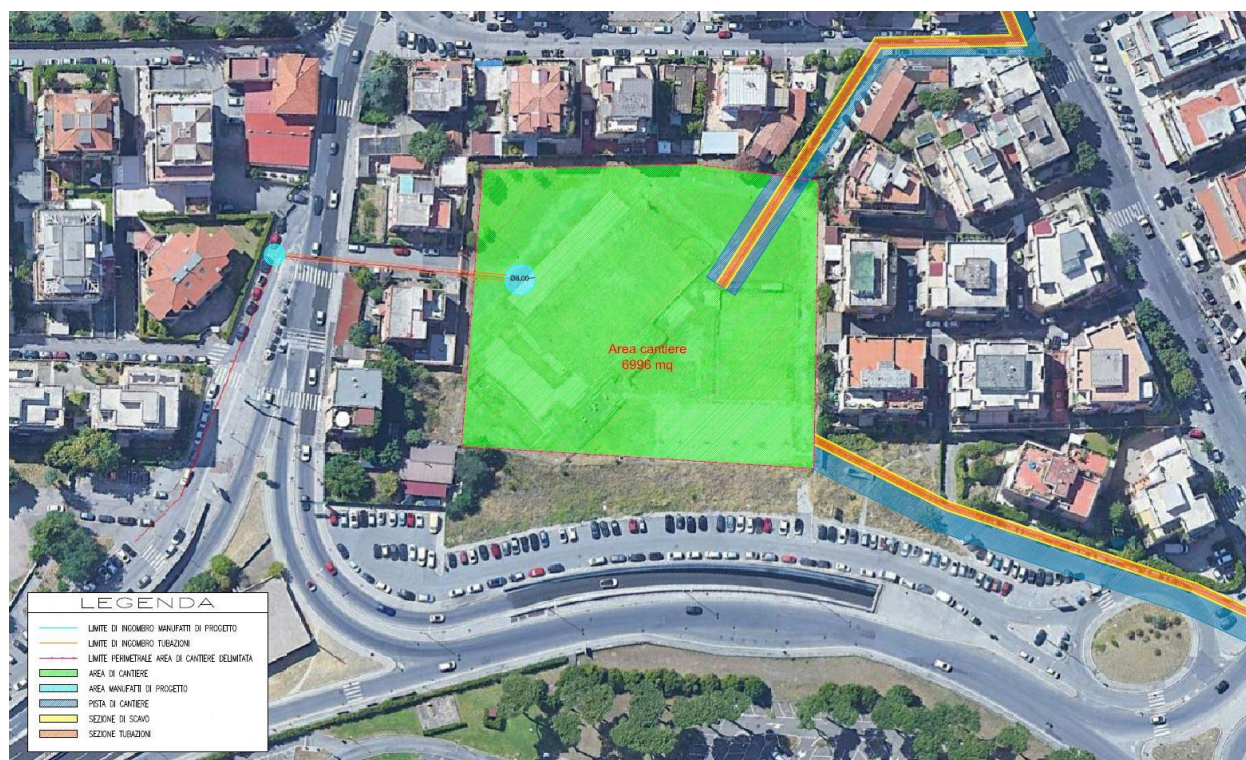 Ø8.00
Area cantiere
6996 mq
LEGENDA
LIMITE DI INGOMBRO MANUFATTI DI PROGETTO
LIMITE DI INGOMBRO TUBAZIONI
LIMITE PERIMETRALE AREA DI CANTIERE DELIMITATA
AREA DI CANTIERE
AREA MANUFATTI DI PROGETTO
PISTA DI CANTIERE
SEZIONE DI SCAVO
SEZIONE TUBAZIONI